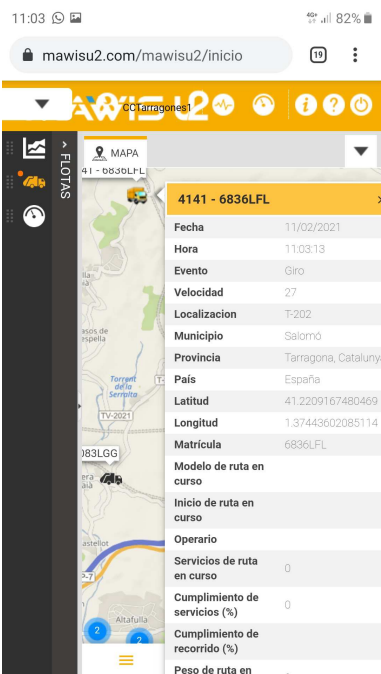 11:03
4G+ 82%
mawisu2.com/mawisu2/inicio
19
MAWISU2
CCTarragones1
FLOTAS
MAPA
41 - 6836LFL
4141 - 6836LFL
Fecha 11/02/2021
Hora 11:03:13
Evento Giro
Velocidad 27
Localizacion T-202
Municipio Salomó
Provincia Tarragona, Cataluny
País España
Latitud 41.2209167480469
Longitud 1.37443602085114
Matrícula 6836LFL
Modelo de ruta en
curso
Inicio de ruta en
curso
Operario
Servicios de ruta
en curso 0
Cumplimiento de
servicios (%) 0
Cumplimiento de
recorrido (%)
Peso de ruta en
Torrent
de la
Serralta
T-
TV-2021
083LGG
P-7
Altafulla
2
2